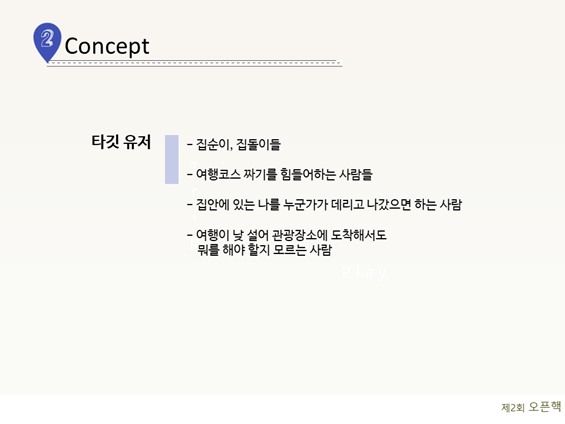 2 Concept
타깃 유저
- 집순이, 집돌이들
- 여행코스 짜기를 힘들어하는 사람들
- 집안에 있는 나를 누군가가 데리고 나갔으면 하는 사람
- 여행이 낯 설어 관광장소에 도착해서도
뭐를 해야 할지 모르는 사람
제2회 오픈핵